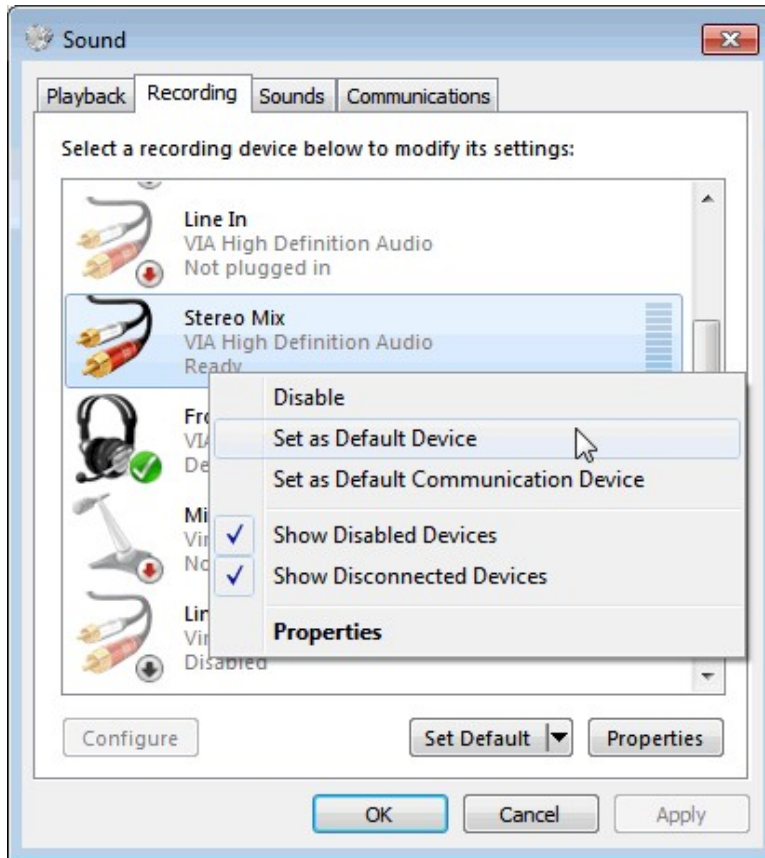 Sound
Playback Recording Sounds Communications
Select a recording device below to modify its settings:
Line In
VIA High Definition Audio
Not plugged in
Stereo Mix
VIA High Definition Audio
Ready
Disable
Set as Default Device
Set as Default Communication Device
Show Disabled Devices
Show Disconnected Devices
Properties
Disabled
Configure Set Default Properties
OK Cancel Apply